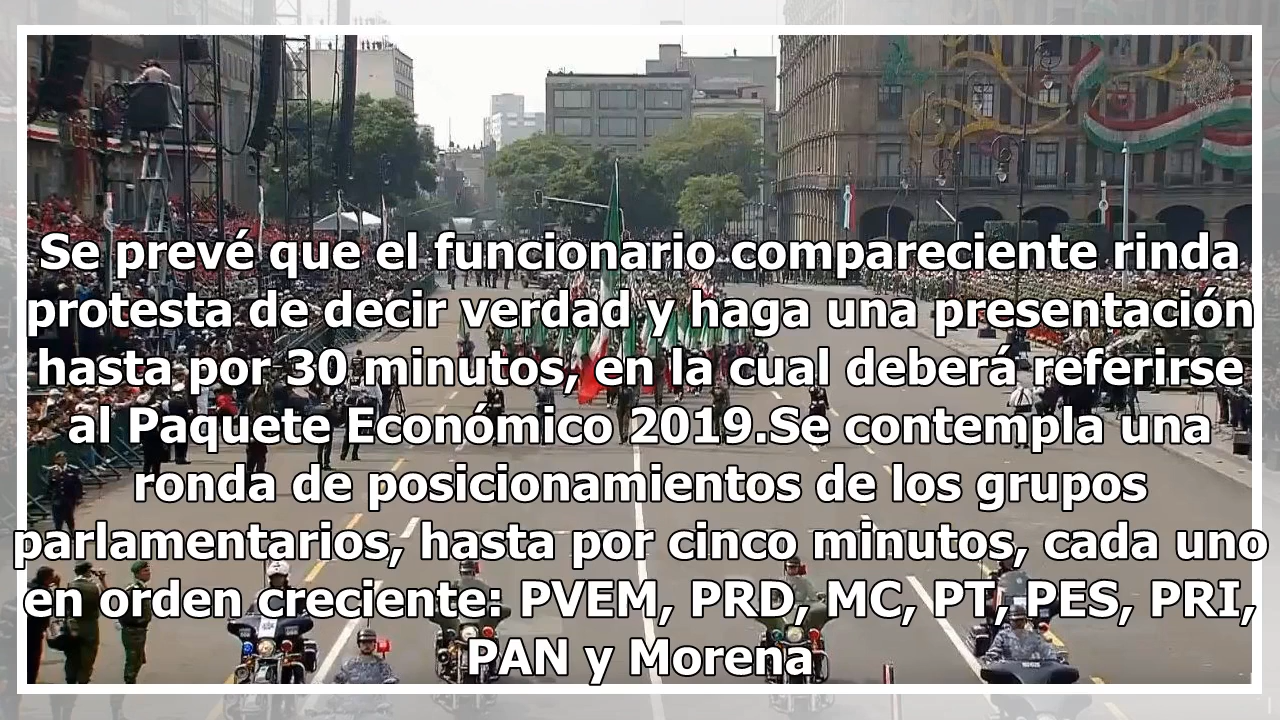 Se prevé que el funcionario compareciente rinda
protesta de decir verdad y haga una presentación
hasta por 30 minutos, en la cual deberá referirse
al Paquete Económico 2019.Se contempla una
ronda de posicionamientos de los grupos
parlamentarios, hasta por cinco minutos, cada uno
en orden creciente: PVEM, PRD, MC, PT, PES, PRI,
PAN y Morena